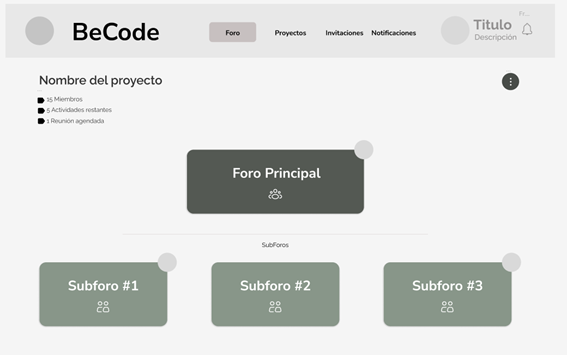 BeCode
Foro
Proyectos
Invitaciones
Notificaciones
Fr...
Titulo
Descripción
Nombre del proyecto
15 Miembros
5 Actividades restantes
1 Reunión agendada
Foro Principal
SubForos
Subforo #1
Subforo #2
Subforo #3